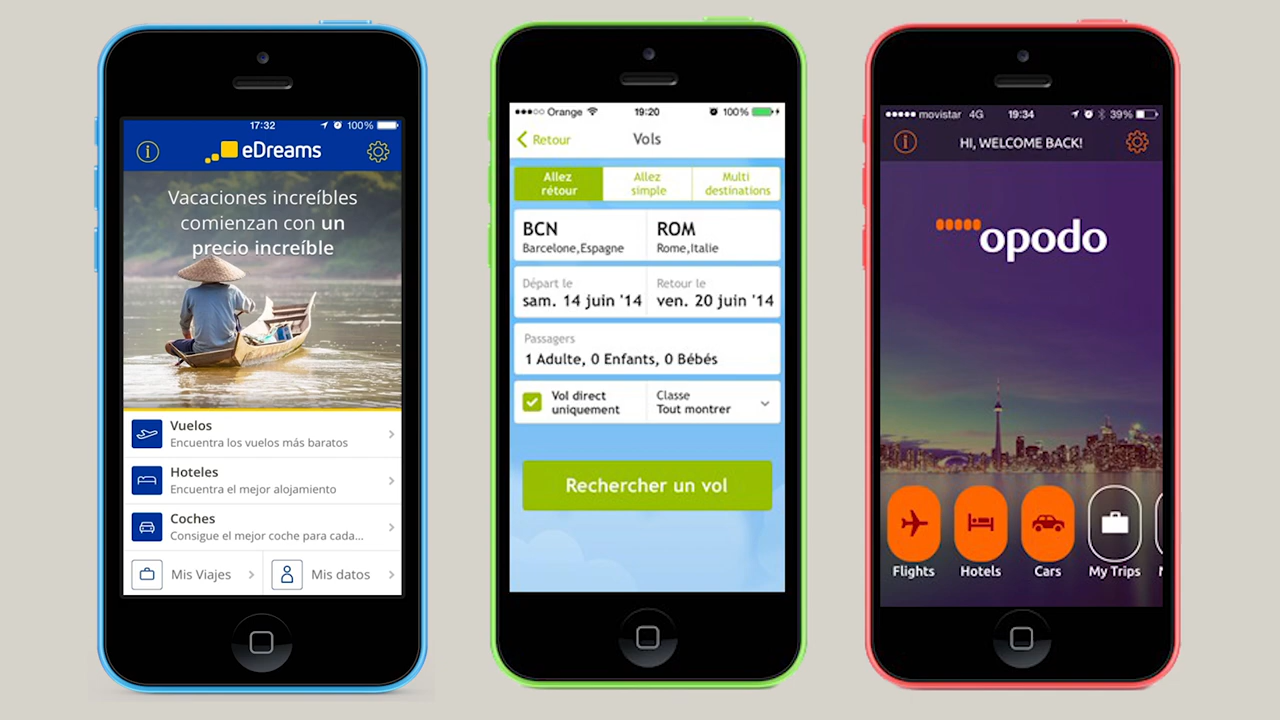 17:32
100%
eDreams
Vacaciones increíbles
comienzan con un
precio increíble
Vuelos
Encuentra los vuelos más baratos
Hoteles
Encuentra el mejor alojamiento
Coches
Consigue el mejor coche para cada...
Mis Viajes
Mis datos
Orange
19:20
100%
Retour
Vols
Allez
rétour
Allez
simple
Multi
destinations
BCN
Barcelone,Espagne
ROM
Rome,Italie
Départ le
sam. 14 juin '14
Retour le
ven. 20 juin '14
Passagers
1 Adulte, 0 Enfants, 0 Bébés
Vol direct
uniquement
Classe
Tout montrer
Rechercher un vol
movistar 4G
19:34
39%
HI, WELCOME BACK!
opodo
Flights
Hotels
Cars
My Trips